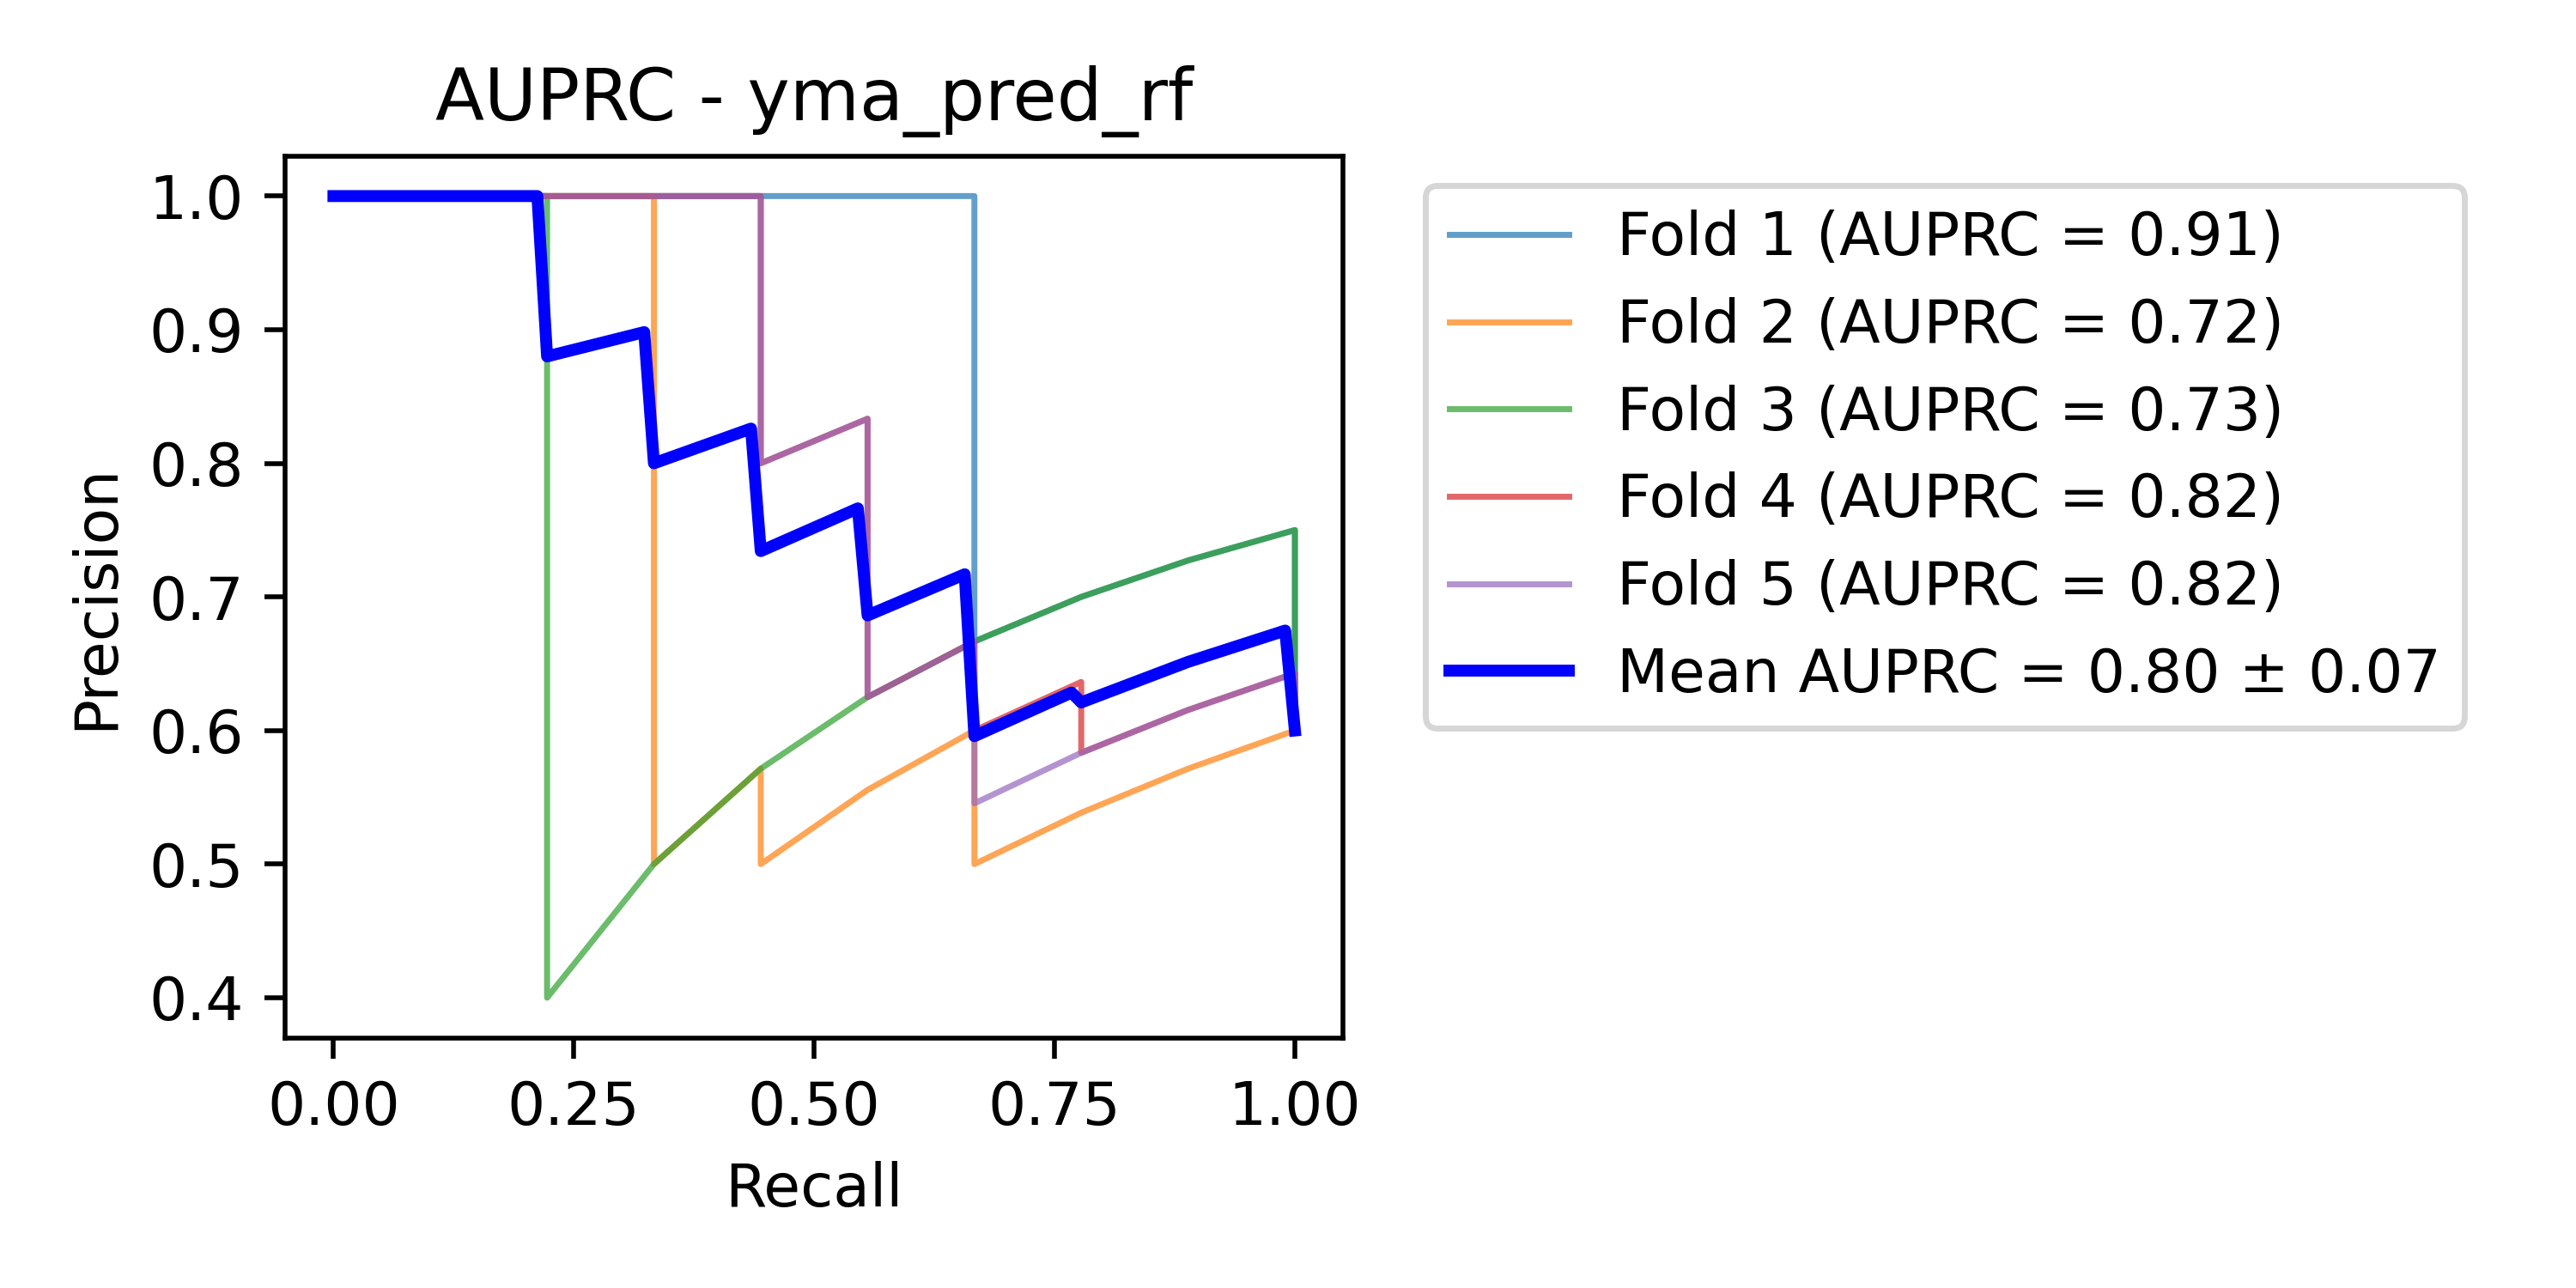 AUPRC - yma_pred_rf
Precision
1.0
0.9
0.8
0.7
0.6
0.5
0.4
0.00 0.25 0.50 0.75 1.00
Recall
Fold 1 (AUPRC = 0.91)
Fold 2 (AUPRC = 0.72)
Fold 3 (AUPRC = 0.73)
Fold 4 (AUPRC = 0.82)
Fold 5 (AUPRC = 0.82)
Mean AUPRC = 0.80 ± 0.07